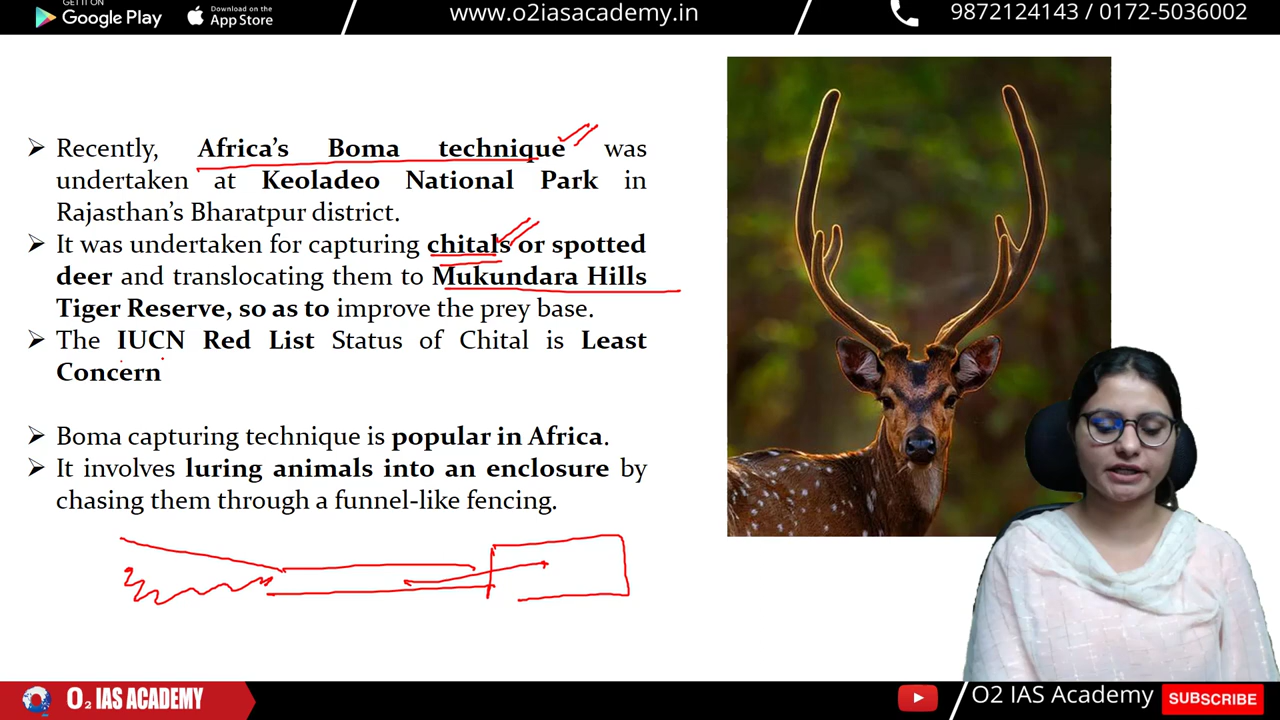 GET IT ON
Google Play
Download on the
App Store
www.o2iasacademy.in
9872124143 / 0172-5036002
➢ Recently, Africa's Boma technique was
undertaken at Keoladeo National Park in
Rajasthan's Bharatpur district.
➢ It was undertaken for capturing chitals or spotted
deer and translocating them to Mukundara Hills
Tiger Reserve, so as to improve the prey base.
➢ The IUCN Red List Status of Chital is Least
Concern
➢ Boma capturing technique is popular in Africa.
➢ It involves luring animals into an enclosure by
chasing them through a funnel-like fencing.
O2 IAS ACADEMY
O2 IAS Academy
SUBSCRIBE